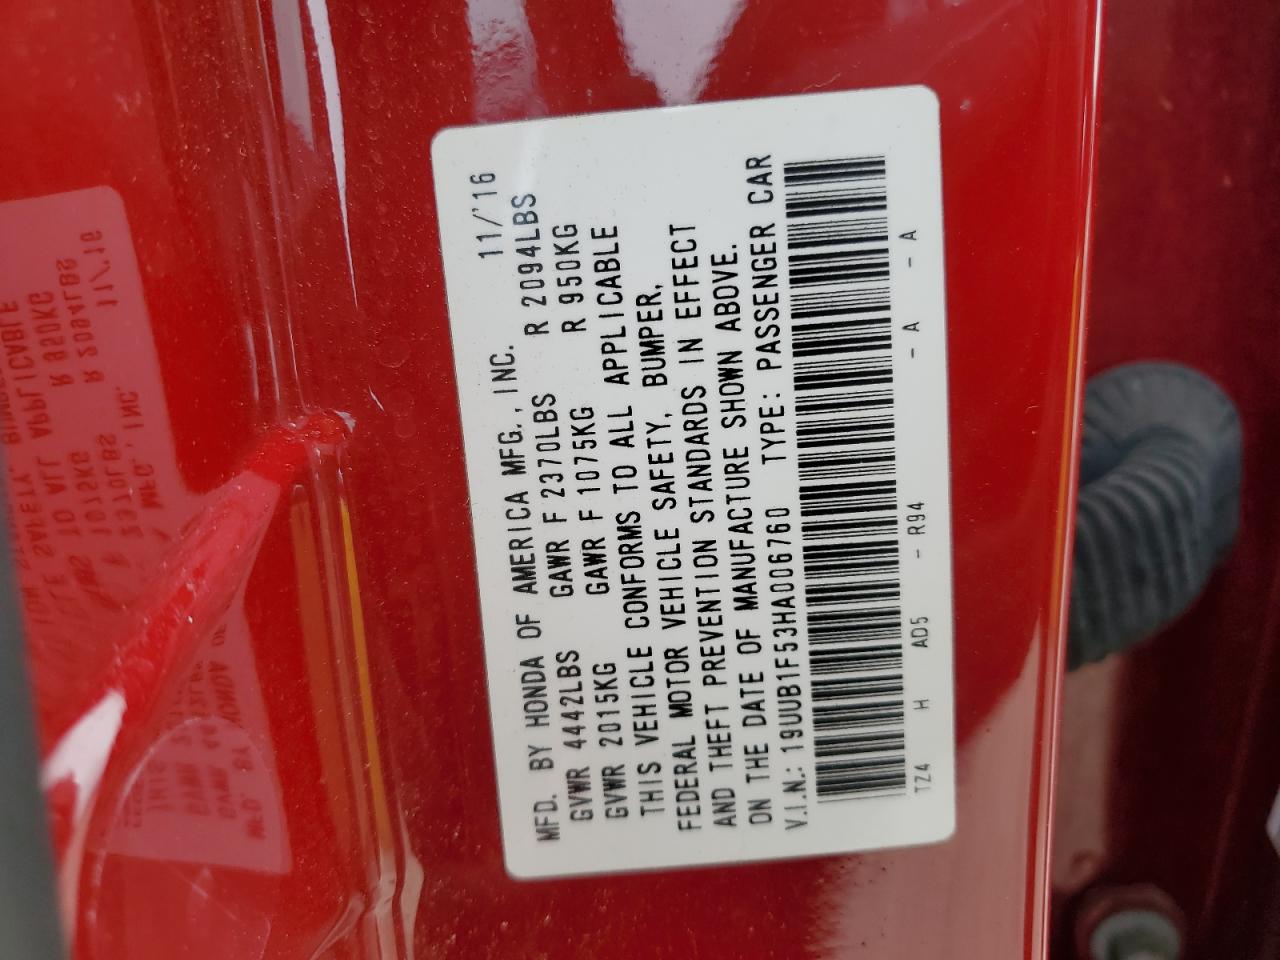 MFD. BY HONDA OF AMERICA MFG., INC. 11/'16
GVWR 4442LBS GAWR F 2370LBS R 2094LBS
GVWR 2015KG GAWR F 1075KG R 950KG
THIS VEHICLE CONFORMS TO ALL APPLICABLE
FEDERAL MOTOR VEHICLE SAFETY, BUMPER,
AND THEFT PREVENTION STANDARDS IN EFFECT
ON THE DATE OF MANUFACTURE SHOWN ABOVE.
V.I.N.: 19UUB1F53HA006760 TYPE: PASSENGER CAR
TZ4 H AD5 - R94 - A - A